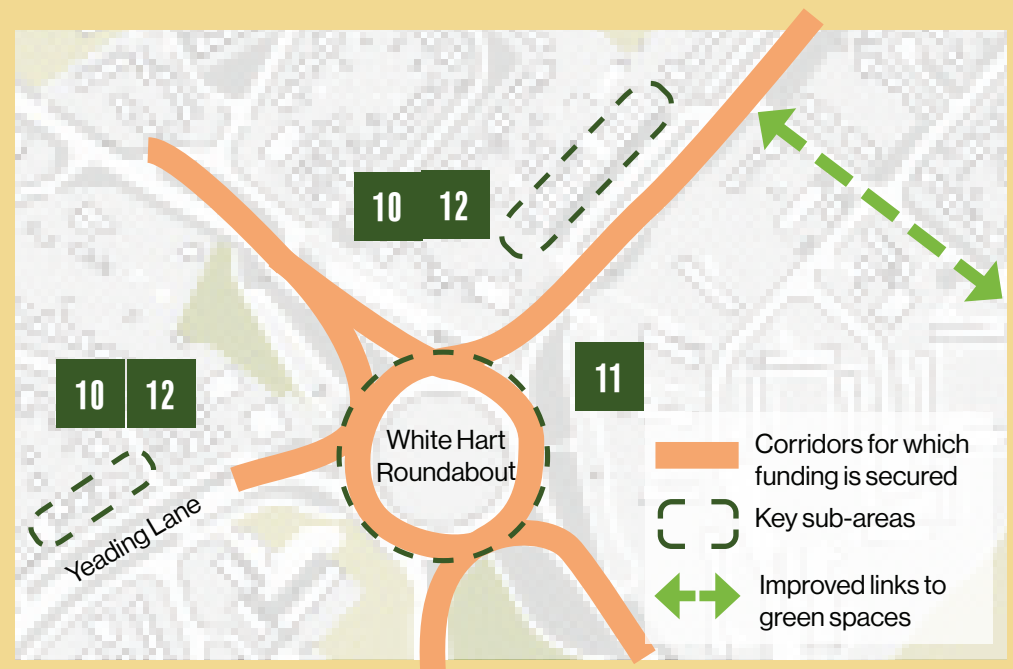 10 12
10 12
11
White Hart
Roundabout
Yeading Lane
Corridors for which
funding is secured
Key sub-areas
Improved links to
green spaces